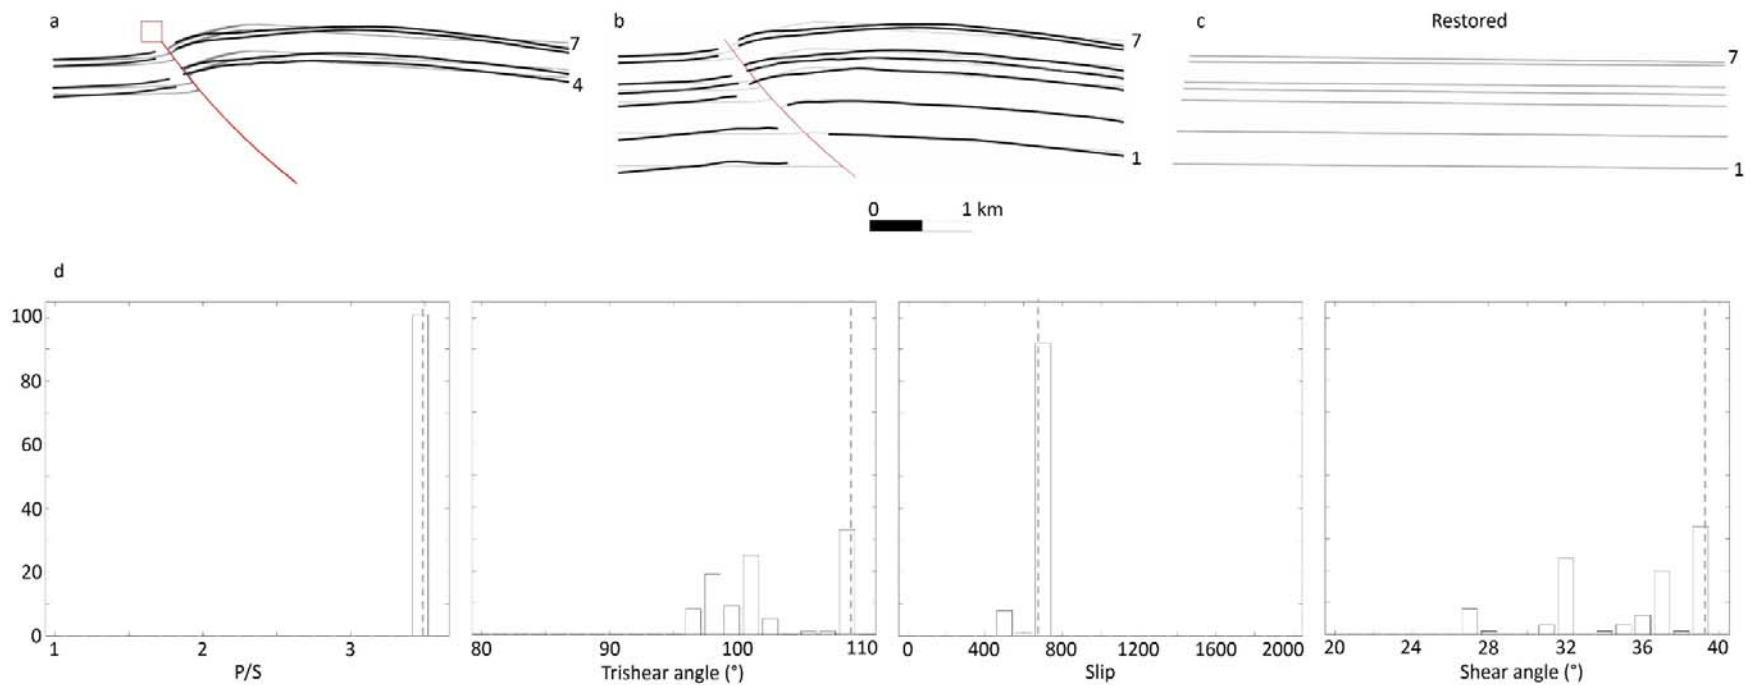 a
7
4
b
7
1
c
Restored
7
1
0 1 km
d
100
80
60
40
20
0
1 2 3
P/S
80 90 100 110
Trishear angle (°)
0 400 800 1200 1600 2000
Slip
20 24 28 32 36 40
Shear angle (°)